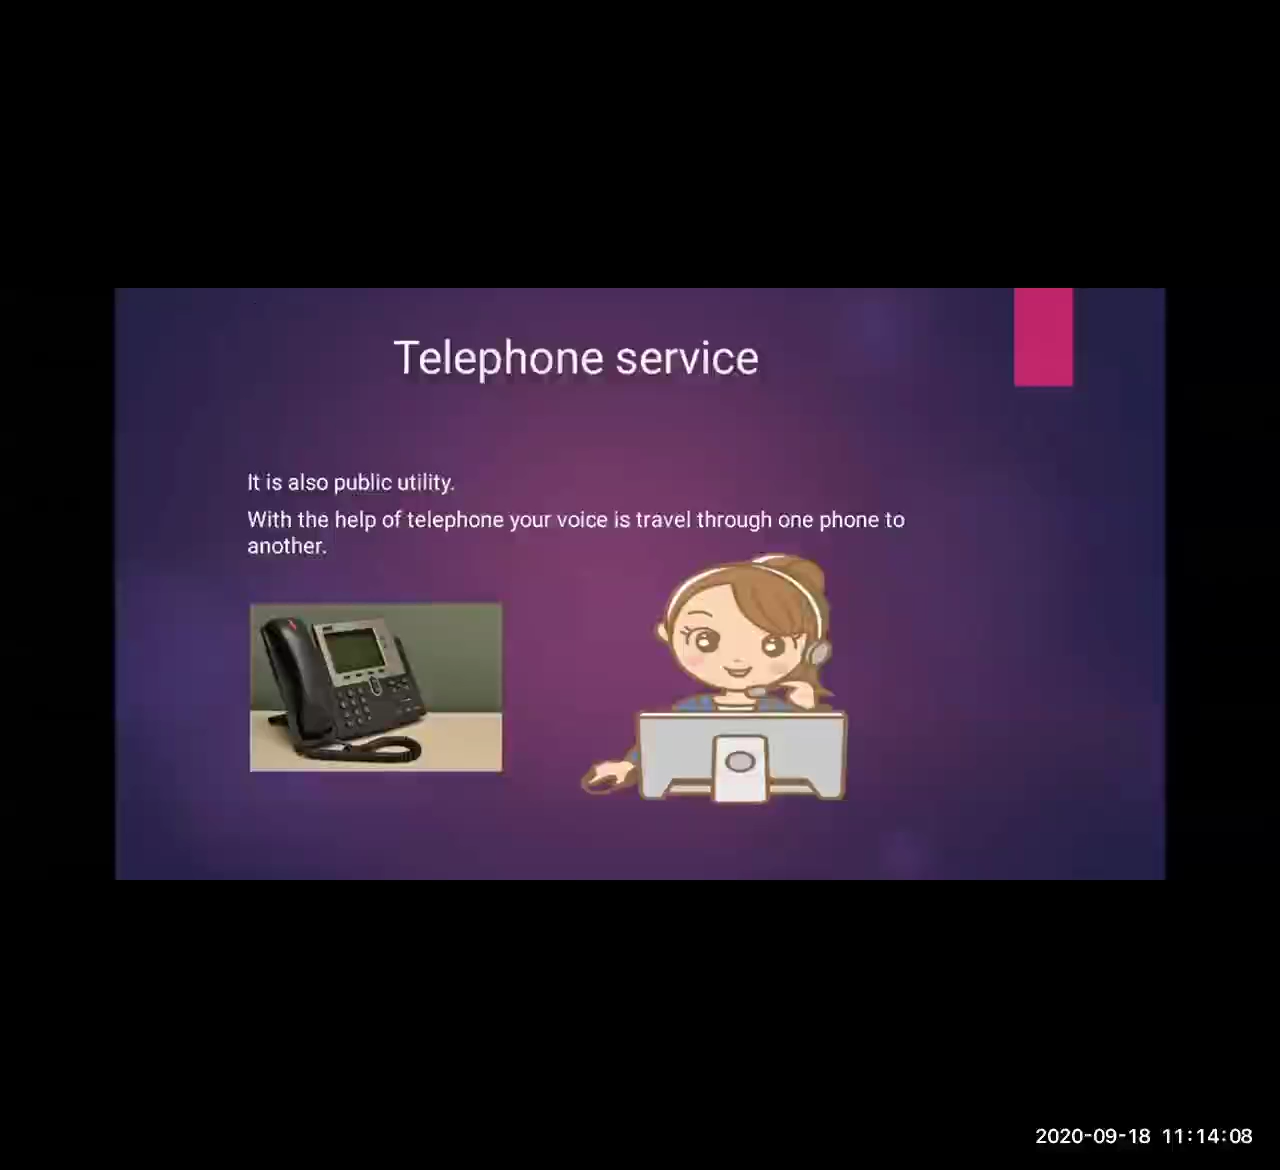 Telephone service
It is also public utility.
With the help of telephone your voice is travel through one phone to
another.
2020-09-18 11:14:08